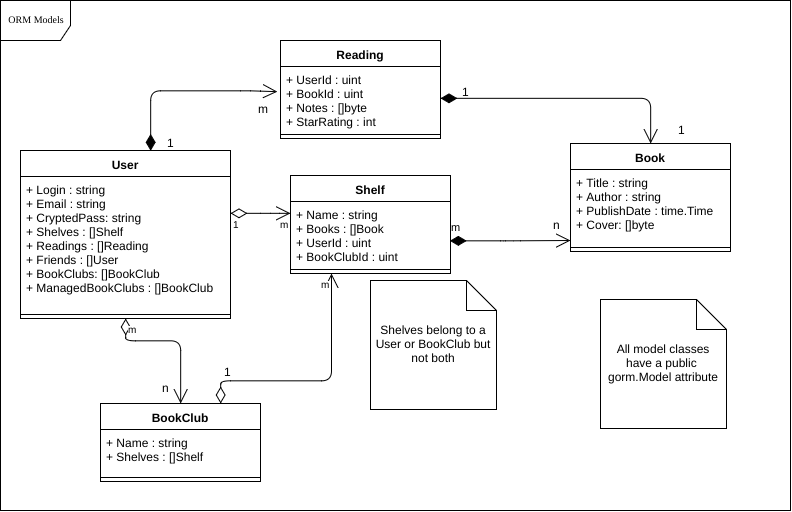 ORM Models
Reading
+ UserId : uint
+ BookId : uint
+ Notes : []byte
+ StarRating : int
m
1
1
1
User
+ Login : string
+ Email : string
+ CryptedPass: string
+ Shelves : []Shelf
+ Readings : []Reading
+ Friends : []User
+ BookClubs: []BookClub
+ ManagedBookClubs : []BookClub
1
m
Shelf
+ Name : string
+ Books : []Book
+ UserId : uint
+ BookClubId : uint
m
n
Book
+ Title : string
+ Author : string
+ PublishDate : time.Time
+ Cover: []byte
m
m
n
1
Shelves belong to a
User or BookClub but
not both
All model classes
have a public
gorm.Model attribute
BookClub
+ Name : string
+ Shelves : []Shelf